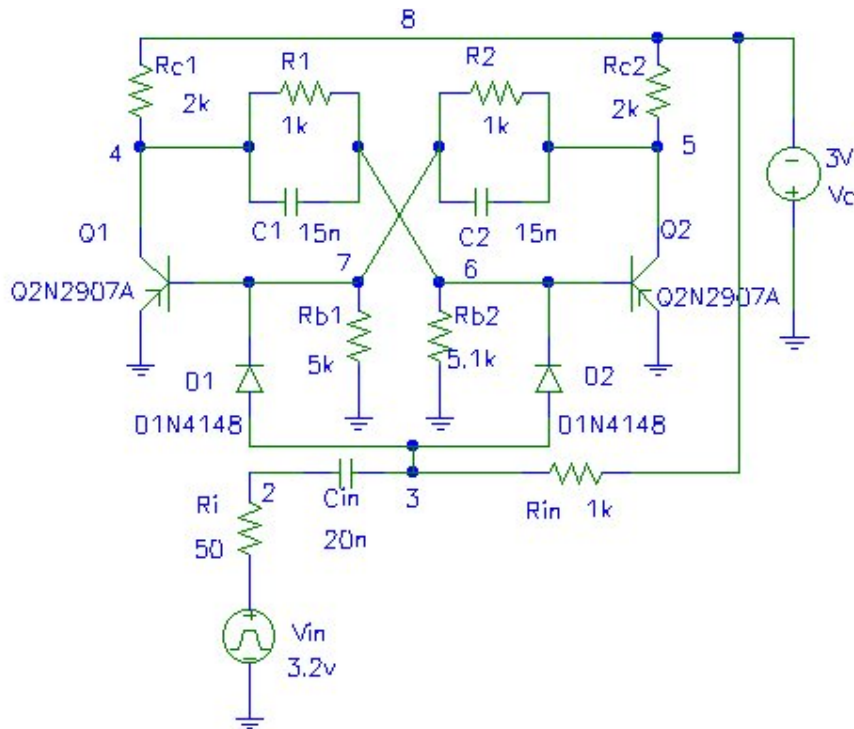 8
Rc1 R1 R2 Rc2
2k 1k 1k 2k
4 5
3V
C1 15n C2 15n Vc
Q1 7 6 Q2
Q2N2907A Q2N2907A
Rb1 Rb2
5k 5.1k
D1 D2
D1N4148 D1N4148
2 Cin 3
Ri Rin 1k
50 20n
Vin
3.2v